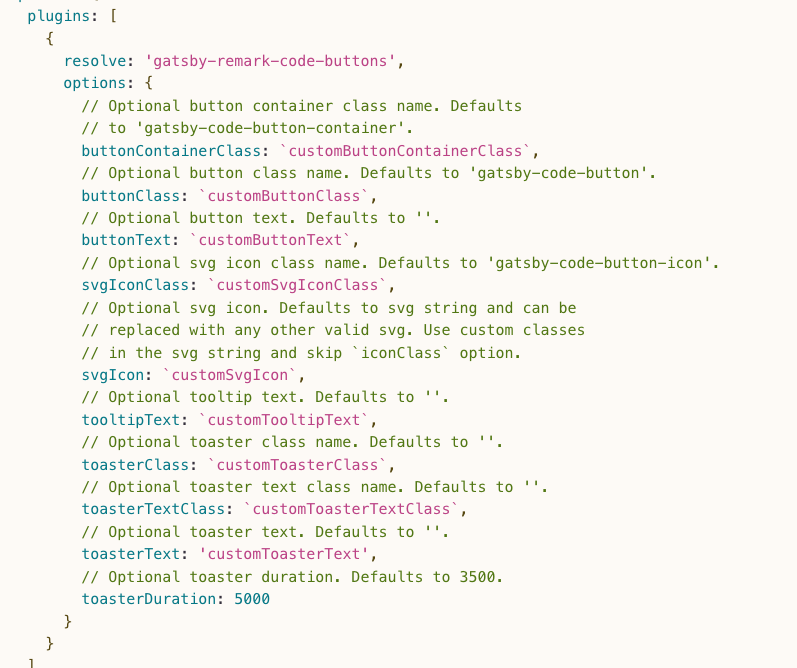 plugins: [
{
resolve: 'gatsby-remark-code-buttons',
options: {
// Optional button container class name. Defaults
// to 'gatsby-code-button-container'.
buttonContainerClass: `customButtonContainerClass`,
// Optional button class name. Defaults to 'gatsby-code-button'.
buttonClass: `customButtonClass`,
// Optional button text. Defaults to ''.
buttonText: `customButtonText`,
// Optional svg icon class name. Defaults to 'gatsby-code-button-icon'.
svgIconClass: `customSvgIconClass`,
// Optional svg icon. Defaults to svg string and can be
// replaced with any other valid svg. Use custom classes
// in the svg string and skip `iconClass` option.
svgIcon: `customSvgIcon`,
// Optional tooltip text. Defaults to ''.
tooltipText: `customTooltipText`,
// Optional toaster class name. Defaults to ''.
toasterClass: `customToasterClass`,
// Optional toaster text class name. Defaults to ''.
toasterTextClass: `customToasterTextClass`,
// Optional toaster text. Defaults to ''.
toasterText: 'customToasterText',
// Optional toaster duration. Defaults to 3500.
toasterDuration: 5000
}
}
]